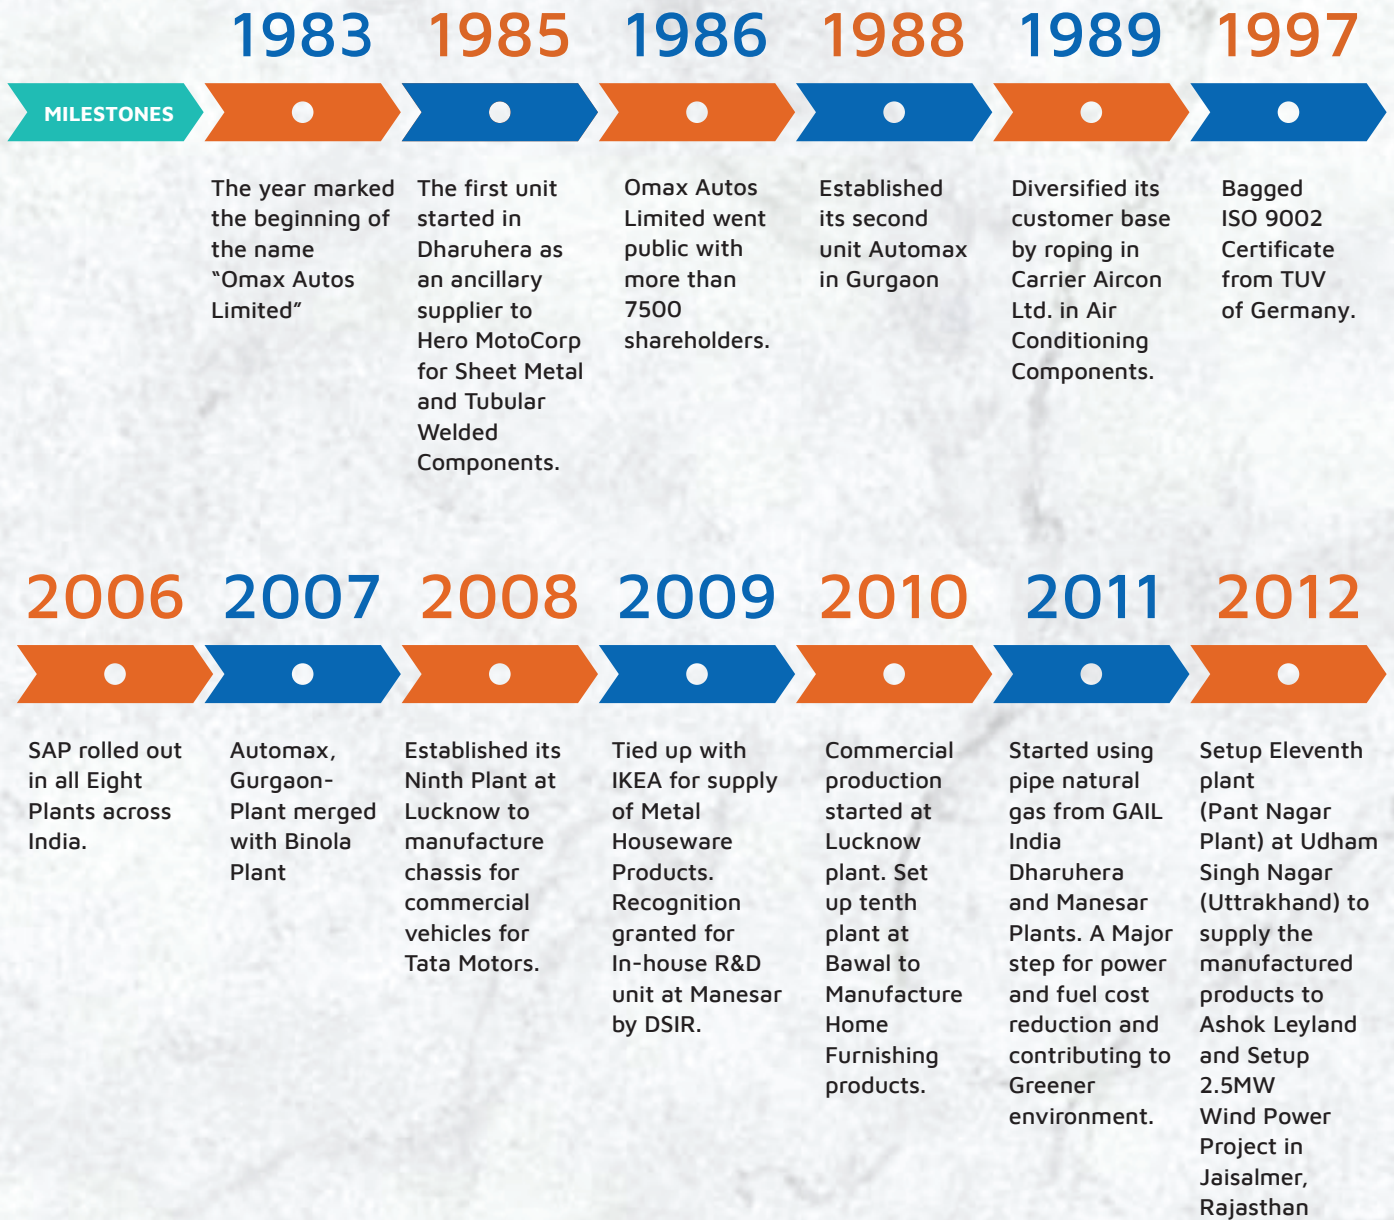 1983
1985
1986
1988
1989
1997
MILESTONES
The year marked
the beginning of
the name
“Omax Autos
Limited”
The first unit
started in
Dharuhera as
an ancillary
supplier to
Hero MotoCorp
for Sheet Metal
and Tubular
Welded
Components.
Omax Autos
Limited went
public with
more than
7500
shareholders.
Established
its second
unit Automax
in Gurgaon
Diversified its
customer base
by roping in
Carrier Aircon
Ltd. in Air
Conditioning
Components.
Bagged
ISO 9002
Certificate
from TUV
of Germany.
2006
2007
2008
2009
2010
2011
2012
SAP rolled out
in all Eight
Plants across
India.
Automax,
Gurgaon-
Plant merged
with Binola
Plant
Established its
Ninth Plant at
Lucknow to
manufacture
chassis for
commercial
vehicles for
Tata Motors.
Tied up with
IKEA for supply
of Metal
Houseware
Products.
Recognition
granted for
In-house R&D
unit at Manesar
by DSIR.
Commercial
production
started at
Lucknow
plant. Set
up tenth
plant at
Bawal to
Manufacture
Home
Furnishing
products.
Started using
pipe natural
gas from GAIL
India
Dharuhera
and Manesar
Plants. A Major
step for power
and fuel cost
reduction and
contributing to
Greener
environment.
Setup Eleventh
plant
(Pant Nagar
Plant) at Udham
Singh Nagar
(Uttrakhand) to
supply the
manufactured
products to
Ashok Leyland
and Setup
2.5MW
Wind Power
Project in
Jaisalmer,
Rajasthan